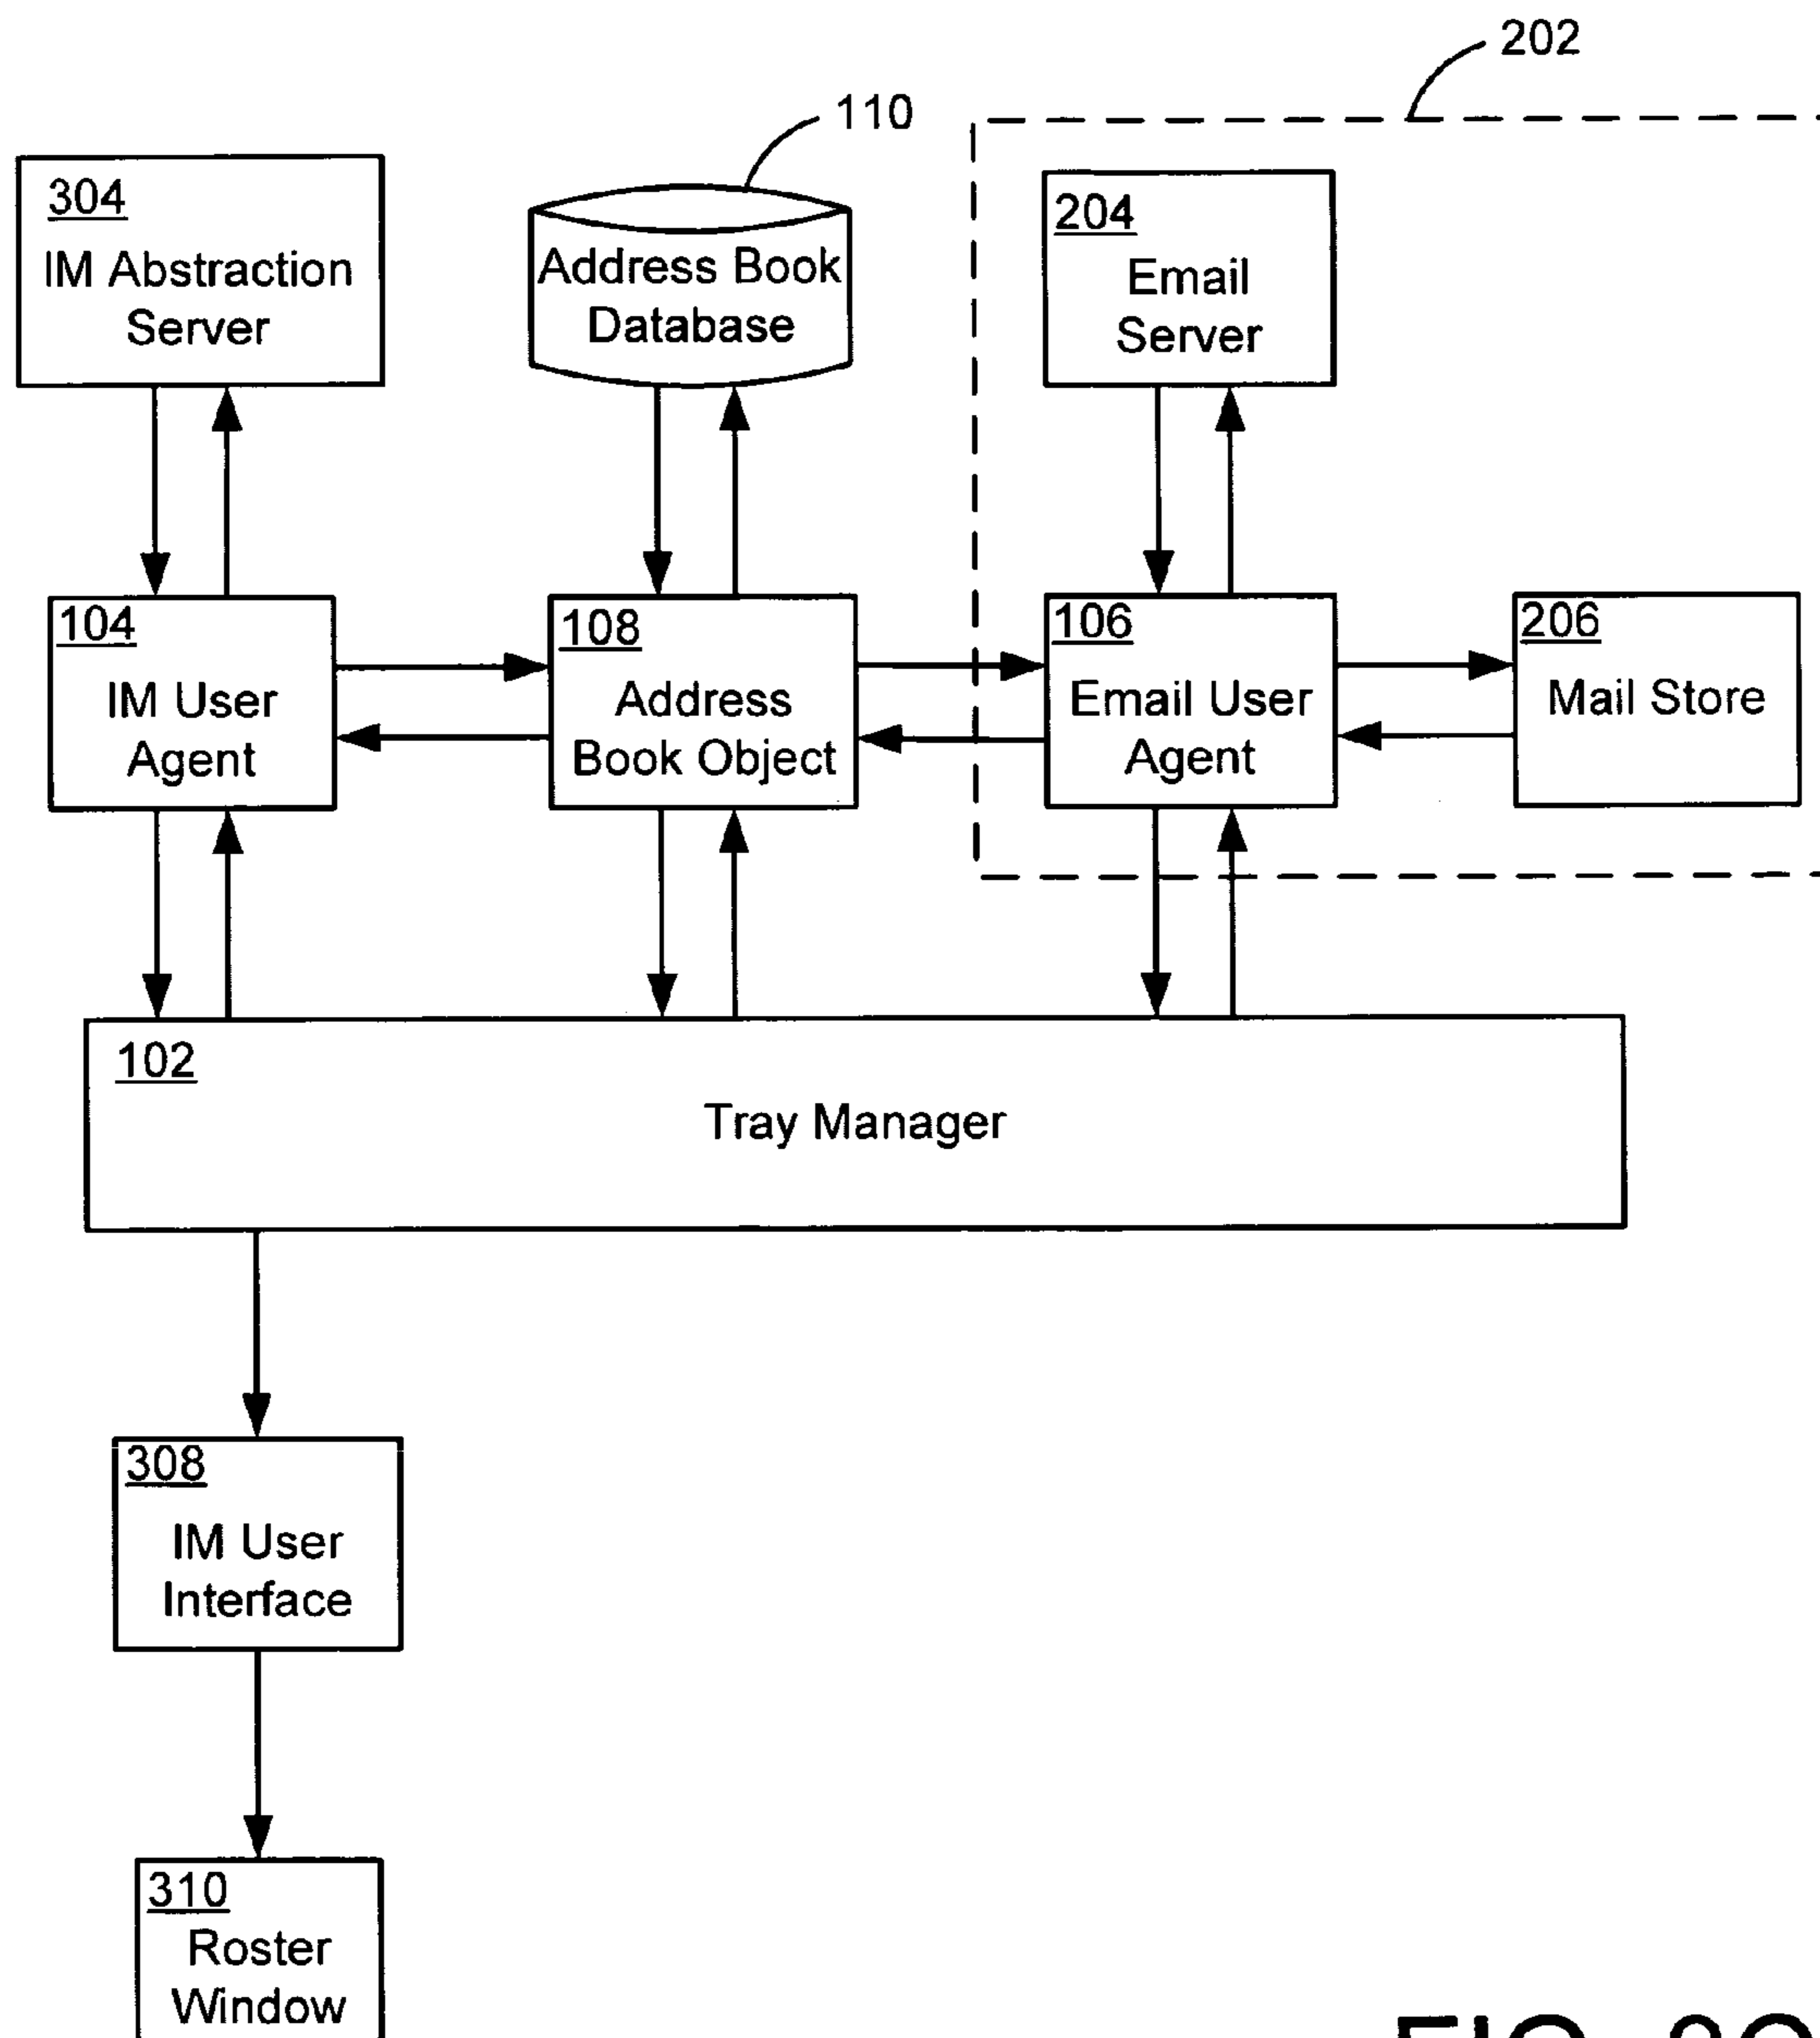 202
110
304
IM Abstraction
Server
Address Book
Database
204
Email
Server
104
IM User
Agent
108
Address
Book Object
106
Email User
Agent
206
Mail Store
102
Tray Manager
308
IM User
Interface
310
Roster
Window
FIG.